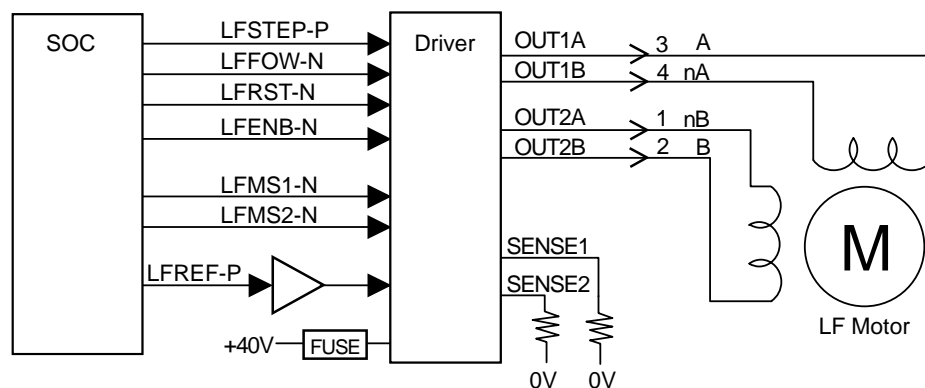 SOC
LFSTEP-P
LFFOW-N
LFRST-N
LFENB-N
LFMS1-N
LFMS2-N
LFREF-P
+40V
FUSE
Driver
OUT1A
3 A
OUT1B
4 nA
OUT2A
1 nB
OUT2B
2 B
SENSE1
SENSE2
0V
0V
M
LF Motor